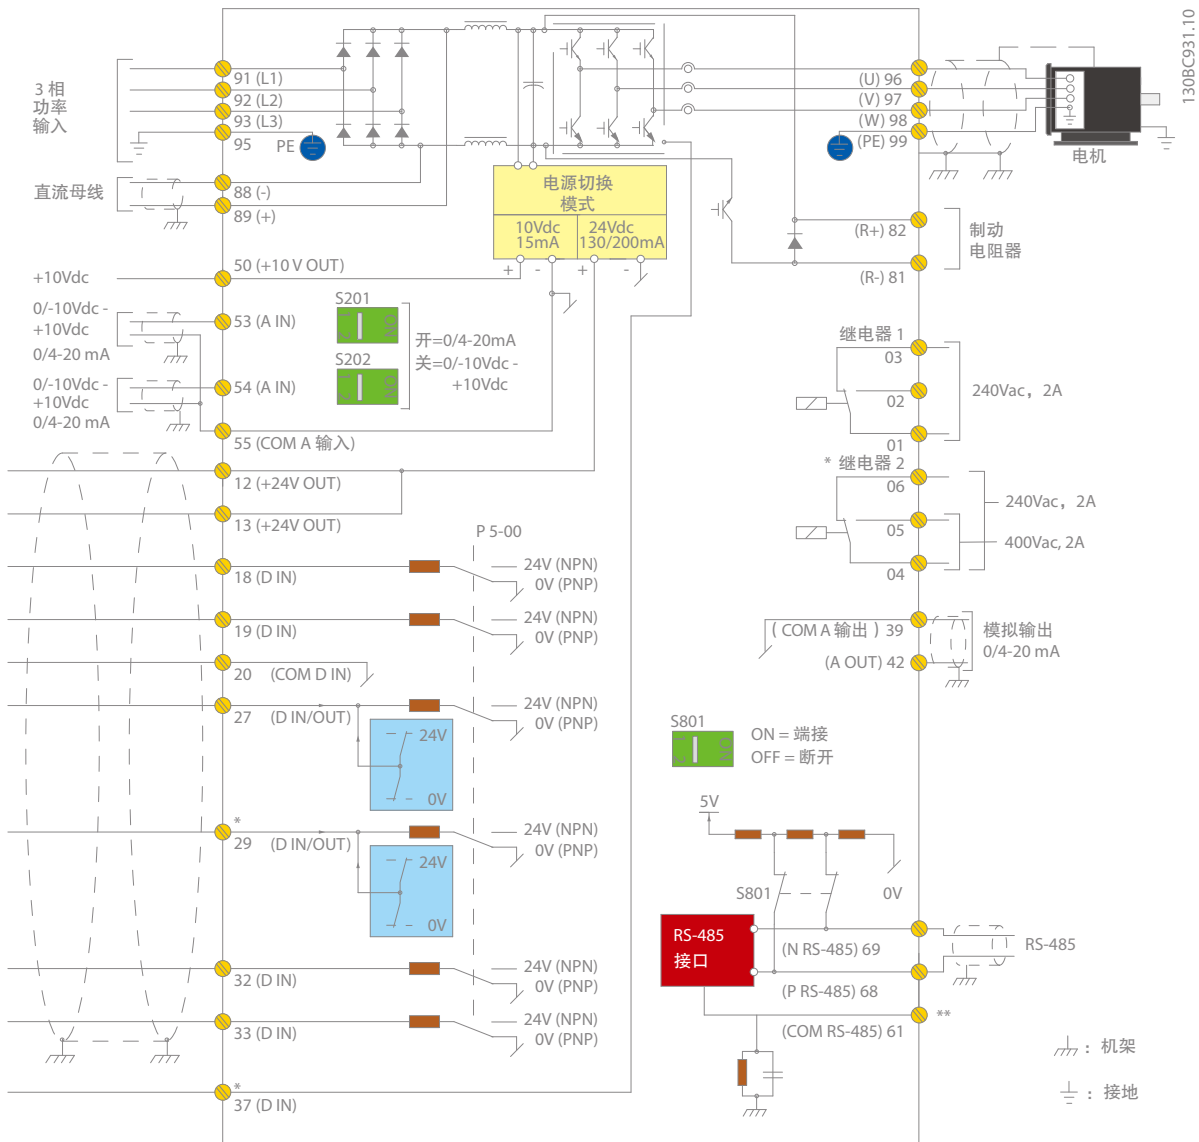 130BC931.10
3 相
功率
输入
91 (L1)
92 (L2)
93 (L3)
95
PE
直流母线
88 (-)
89 (+)
电源切换
模式
10Vdc
15mA
24Vdc
130/200mA
+
-
+
-
(U) 96
(V) 97
(W) 98
(PE) 99
电机
(R+) 82
制动
电阻器
(R-) 81
+10Vdc
50 (+10 V OUT)
0/-10Vdc -
+10Vdc
0/4-20 mA
53 (A IN)
S201
1 2
ON
S202
1 2
ON
开=0/4-20mA
关=0/-10Vdc -
+10Vdc
0/-10Vdc -
+10Vdc
0/4-20 mA
54 (A IN)
55 (COM A 输入)
继电器 1
03
02
01
240Vac，2A
* 继电器 2
06
05
04
240Vac，2A
400Vac, 2A
12 (+24V OUT)
13 (+24V OUT)
P 5-00
18 (D IN)
24V (NPN)
0V (PNP)
19 (D IN)
24V (NPN)
0V (PNP)
20 (COM D IN)
27 (D IN/OUT)
24V (NPN)
0V (PNP)
24V
0V
*
29 (D IN/OUT)
24V (NPN)
0V (PNP)
24V
0V
32 (D IN)
24V (NPN)
0V (PNP)
33 (D IN)
24V (NPN)
0V (PNP)
*
37 (D IN)
( COM A 输出 ) 39
(A OUT) 42
模拟输出
0/4-20 mA
S801
1 2
ON
ON = 端接
OFF = 断开
5V
S801
0V
RS-485
接口
(N RS-485) 69
(P RS-485) 68
(COM RS-485) 61
**
RS-485
: 机架
: 接地